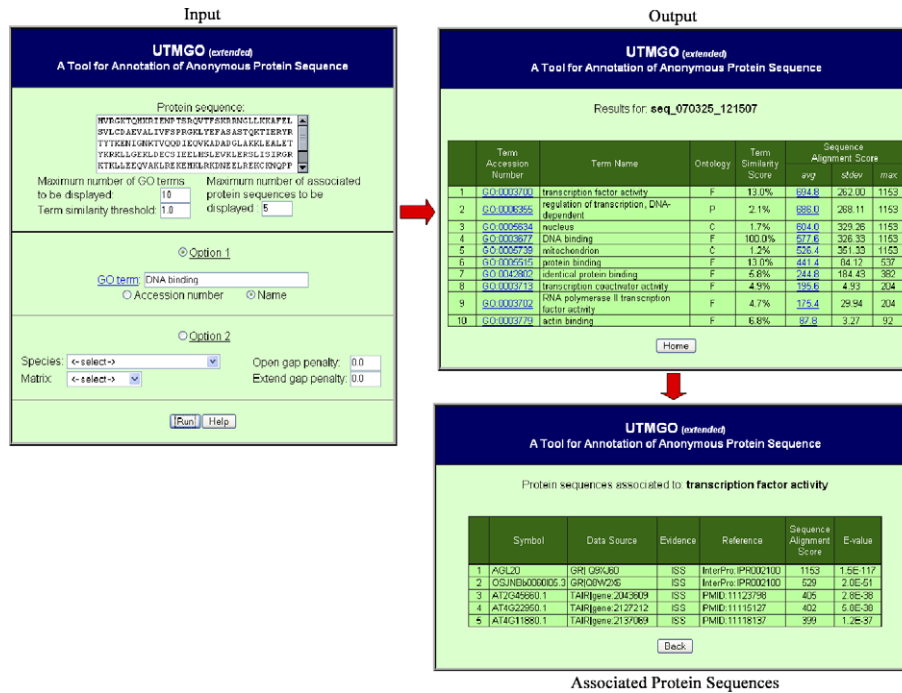 Input
UTMGO (extended)
A Tool for Annotation of Anonymous Protein Sequence
Protein sequence:
MVRGKTQMKRIENPTSRQVTFSKRRNGLLKKAFEL
SVLCDAEVALIVFSPRGKLYEFASASTQKTIERYR
TYTKENIGNKTVQQDIEQVKADADGLAKKLEALET
YKRKLLGERLDECSIEELHSLEVKLERSLISIRGR
KTKLLEEQVAKLREKEMKLRKDNEELREKCKNQPP
Maximum number of GO terms to be displayed: 10
Term similarity threshold: 1.0
Maximum number of associated protein sequences to be displayed : 5
Option 1
GO term: DNA binding
Accession number Name
Option 2
Species: <-select->
Matrix: <-select->
Open gap penalty: 0.0
Extend gap penalty: 0.0
Run Help
Output
UTMGO (extended)
A Tool for Annotation of Anonymous Protein Sequence
Results for: seq_070325_121507
Term Accession Number Term Name Ontology Term Similarity Score Sequence Alignment Score
avg stdev max
1 GO:0003700 transcription factor activity F 13.0% 694.8 262.00 1153
2 GO:0006355 regulation of transcription, DNA-dependent P 2.1% 686.0 268.11 1153
3 GO:0005634 nucleus C 1.7% 604.0 329.26 1153
4 GO:0003677 DNA binding F 100.0% 577.6 326.33 1153
5 GO:0005739 mitochondrion C 1.2% 526.4 351.33 1153
6 GO:0005515 protein binding F 13.0% 441.4 84.12 537
7 GO:0042802 identical protein binding F 5.8% 244.8 184.43 382
8 GO:0003713 transcription coactivator activity F 4.9% 195.6 4.93 204
9 GO:0003702 RNA polymerase II transcription factor activity F 4.7% 175.4 29.94 204
10 GO:0003779 actin binding F 6.8% 87.8 3.27 92
Home
UTMGO (extended)
A Tool for Annotation of Anonymous Protein Sequence
Protein sequences associated to: transcription factor activity
Symbol Data Source Evidence Reference Sequence Alignment Score E-value
1 AGL20 GR|Q9XJ60 ISS InterPro:IPR002100 1153 1.5E-117
2 OSJNBb0060I05.3 GR|Q8W2X6 ISS InterPro:IPR002100 529 2.0E-51
3 AT2G45660.1 TAIR|gene:2043609 ISS PMID:11123798 405 2.8E-38
4 AT4G22950.1 TAIR|gene:2127212 ISS PMID:11115127 402 5.8E-38
5 AT4G11880.1 TAIR|gene:2137069 ISS PMID:11118137 399 1.2E-37
Back
Associated Protein Sequences